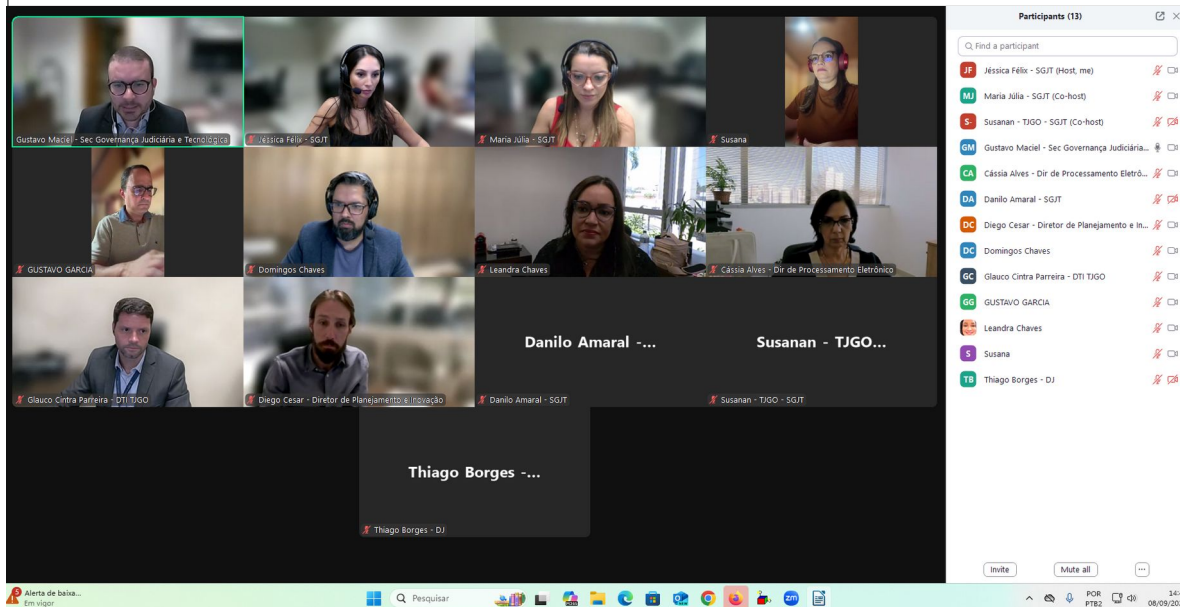 Gustavo Maciel - Sec Governança Judiciária e Tecnológica
Jéssica Félix - SGJT
Maria Júlia - SGJT
Susana
GUSTAVO GARCIA
Domingos Chaves
Leandra Chaves
Cássia Alves - Dir de Processamento Eletrônico
Danilo Amaral -...
Susanan - TJGO...
Glauco Cintra Parreira - DTI TJGO
Diego Cesar - Diretor de Planejamento e Inovação
Danilo Amaral - SGJT
Susanan - TJGO - SGJT
Thiago Borges -...
Thiago Borges - DJ
Participants (13)
Find a participant
JF Jéssica Félix - SGJT (Host, me)
MJ Maria Júlia - SGJT (Co-host)
S- Susanan - TJGO - SGJT (Co-host)
GM Gustavo Maciel - Sec Governança Judiciária...
CA Cássia Alves - Dir de Processamento Eletrô...
DA Danilo Amaral - SGJT
DC Diego Cesar - Diretor de Planejamento e In...
DC Domingos Chaves
GC Glauco Cintra Parreira - DTI TJGO
GG GUSTAVO GARCIA
Leandra Chaves
S Susana
TB Thiago Borges - DJ
Invite
Mute all
5
Alerta de baixa...
Em vigor
Pesquisar
zm
POR
PTB2
14:
08/09/20